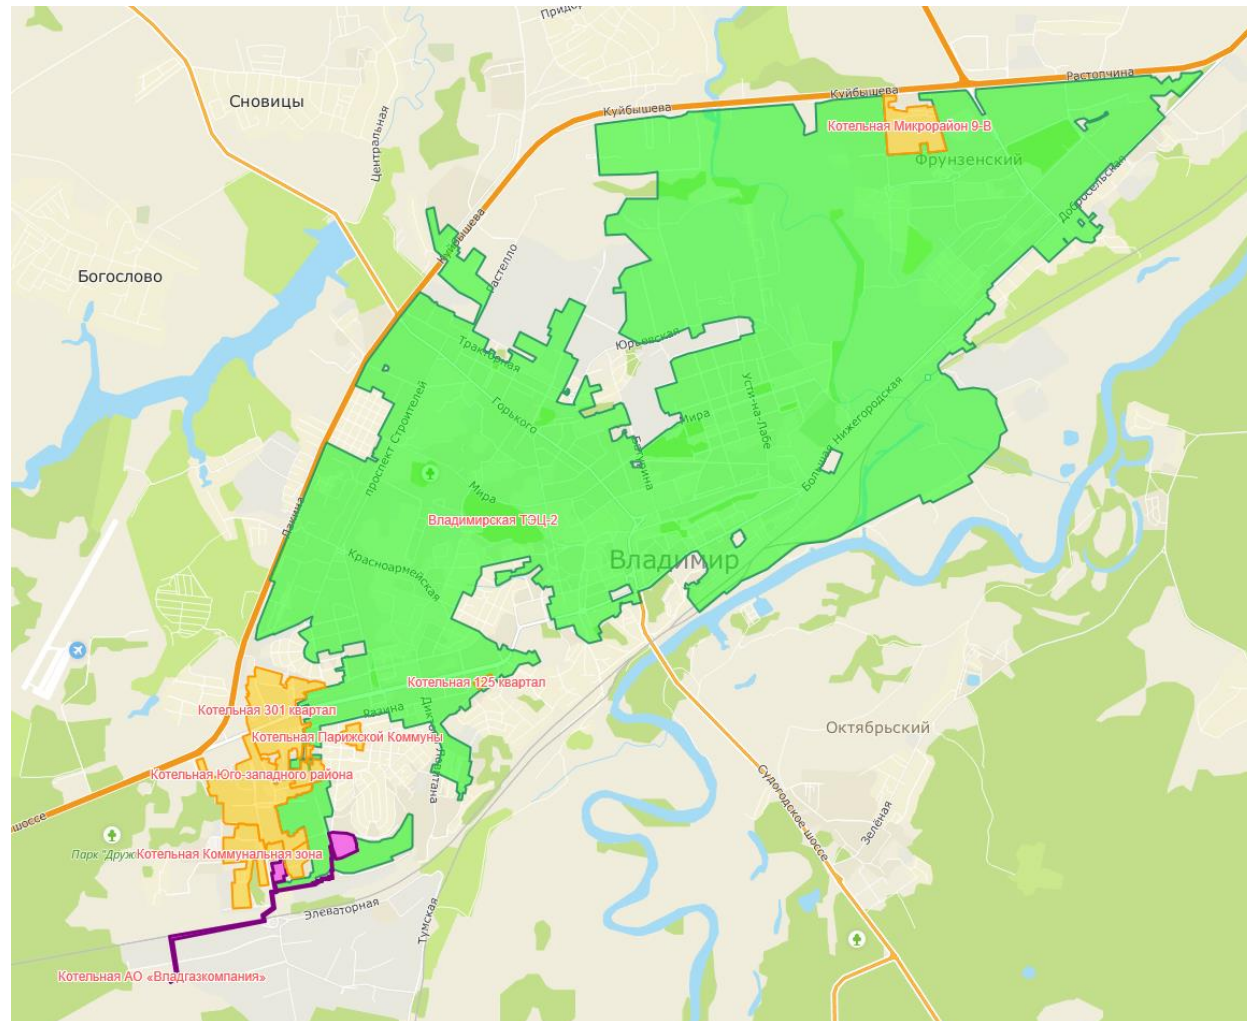 Сновицы
Центральная
Куйбышева
Куйбышева
Растопчина
Котельная Микрорайон 9-В
Фрунзенский
Добросельская
Куйбышева
Богослово
Юрьевская
Тракторная
Горького
проспект Строителей
Мира
Усти-на-Лабе
Большая Нижегородская
Батурина
Мира
Ленина
Владимирская ТЭЦ-2
Красноармейская
Владимир
Котельная 125 квартал
Котельная 301 квартал
Разина
Котельная Парижской Коммуны
Октябрьский
Котельная Юго-западного района
Судогодское шоссе
Зелёная
шоссе
Парк "Друж
Котельная Коммунальная зона
Элеваторная
Тумская
Котельная АО «Владгазкомпания»